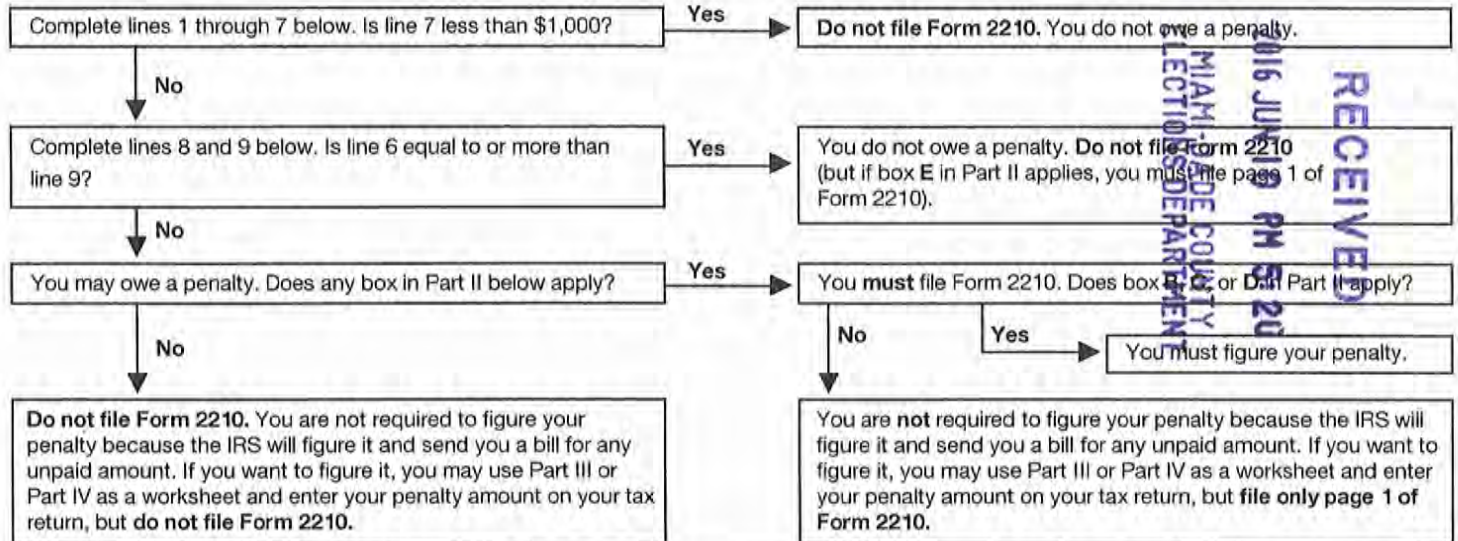 Complete lines 1 through 7 below. Is line 7 less than $1,000?
Yes
Do not file Form 2210. You do not owe a penalty.
No
Complete lines 8 and 9 below. Is line 6 equal to or more than
line 9?
Yes
You do not owe a penalty. Do not file Form 2210
(but if box E in Part II applies, you must file page 1 of
Form 2210).
No
You may owe a penalty. Does any box in Part II below apply?
Yes
You must file Form 2210. Does box B, C, or D in Part II apply?
No
Yes
You must figure your penalty.
No
Do not file Form 2210. You are not required to figure your
penalty because the IRS will figure it and send you a bill for any
unpaid amount. If you want to figure it, you may use Part III or
Part IV as a worksheet and enter your penalty amount on your tax
return, but do not file Form 2210.
You are not required to figure your penalty because the IRS will
figure it and send you a bill for any unpaid amount. If you want to
figure it, you may use Part III or Part IV as a worksheet and enter
your penalty amount on your tax return, but file only page 1 of
Form 2210.
RECEIVED
2016 JUN PM 5: 20
MIAMI-DADE COUNTY
ELECTIONS DEPARTMENT